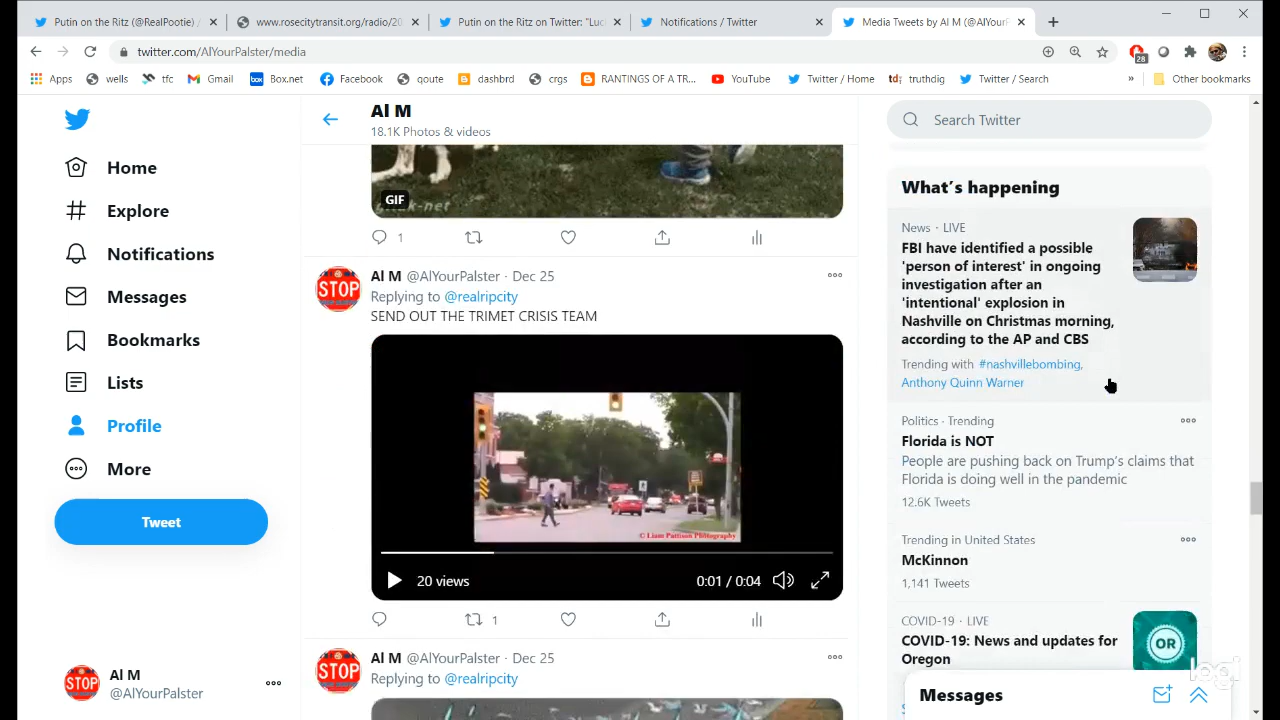 Putin on the Ritz (@RealPootie) /
www.rosecitytransit.org/radio/20
Putin on the Ritz on Twitter: "Luc
Notifications / Twitter
Media Tweets by Al M (@AlYourP
twitter.com/AlYourPalster/media
28
Apps
wells
tfc
Gmail
box
Box.net
Facebook
qoute
dashbrd
crgs
RANTINGS OF A TR...
YouTube
Twitter / Home
td:
truthdig
Twitter / Search
»
Other bookmarks
Home
Explore
Notifications
Messages
Bookmarks
Lists
Profile
More
Tweet
STOP
Al M
@AlYourPalster
Al M
18.1K Photos & videos
GIF
1
STOP
Al M @AlYourPalster · Dec 25
Replying to @realripcity
SEND OUT THE TRIMET CRISIS TEAM
© Liam Pattison Photography
20 views
0:01 / 0:04
1
STOP
Al M @AlYourPalster · Dec 25
Replying to @realripcity
Search Twitter
What's happening
News · LIVE
FBI have identified a possible
'person of interest' in ongoing
investigation after an
'intentional' explosion in
Nashville on Christmas morning,
according to the AP and CBS
Trending with #nashvillebombing,
Anthony Quinn Warner
Politics · Trending
Florida is NOT
People are pushing back on Trump's claims that
Florida is doing well in the pandemic
12.6K Tweets
Trending in United States
McKinnon
1,141 Tweets
COVID-19 · LIVE
COVID-19: News and updates for
Oregon
OR
logi
Messages